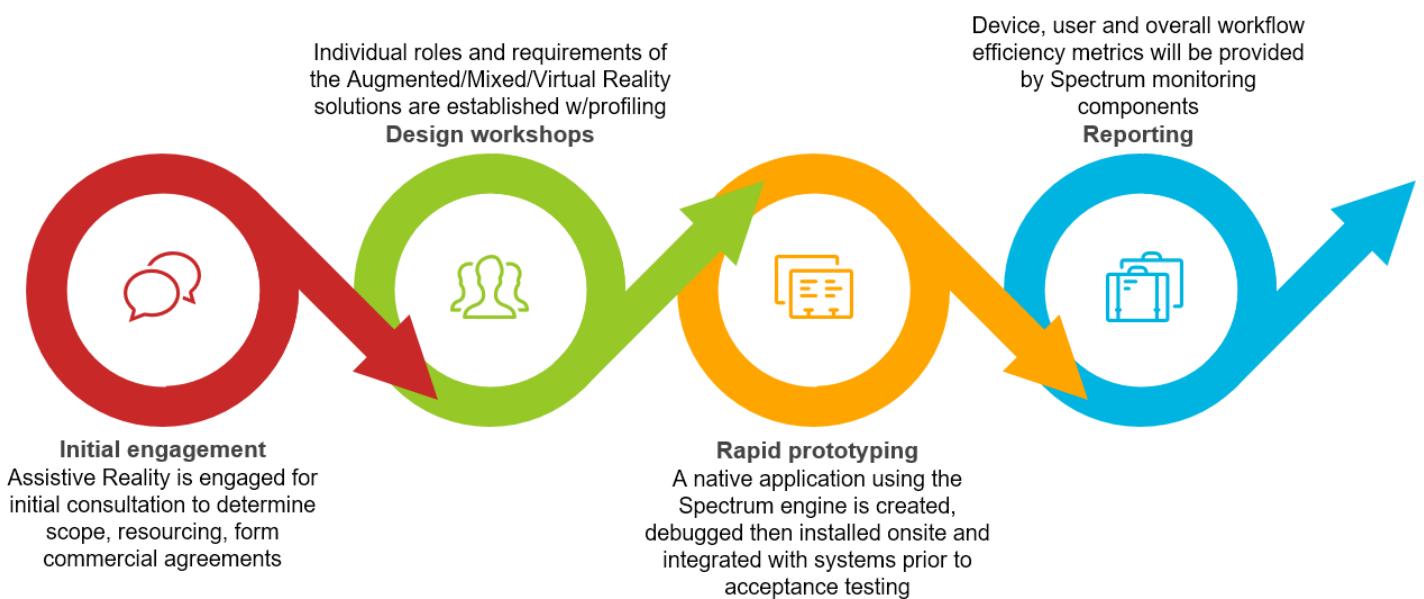 Initial engagement
Assistive Reality is engaged for
initial consultation to determine
scope, resourcing, form
commercial agreements
Individual roles and requirements of
the Augmented/Mixed/Virtual Reality
solutions are established w/profiling
Design workshops
Rapid prototyping
A native application using the
Spectrum engine is created,
debugged then installed onsite and
integrated with systems prior to
acceptance testing
Device, user and overall workflow
efficiency metrics will be provided
by Spectrum monitoring
components
Reporting